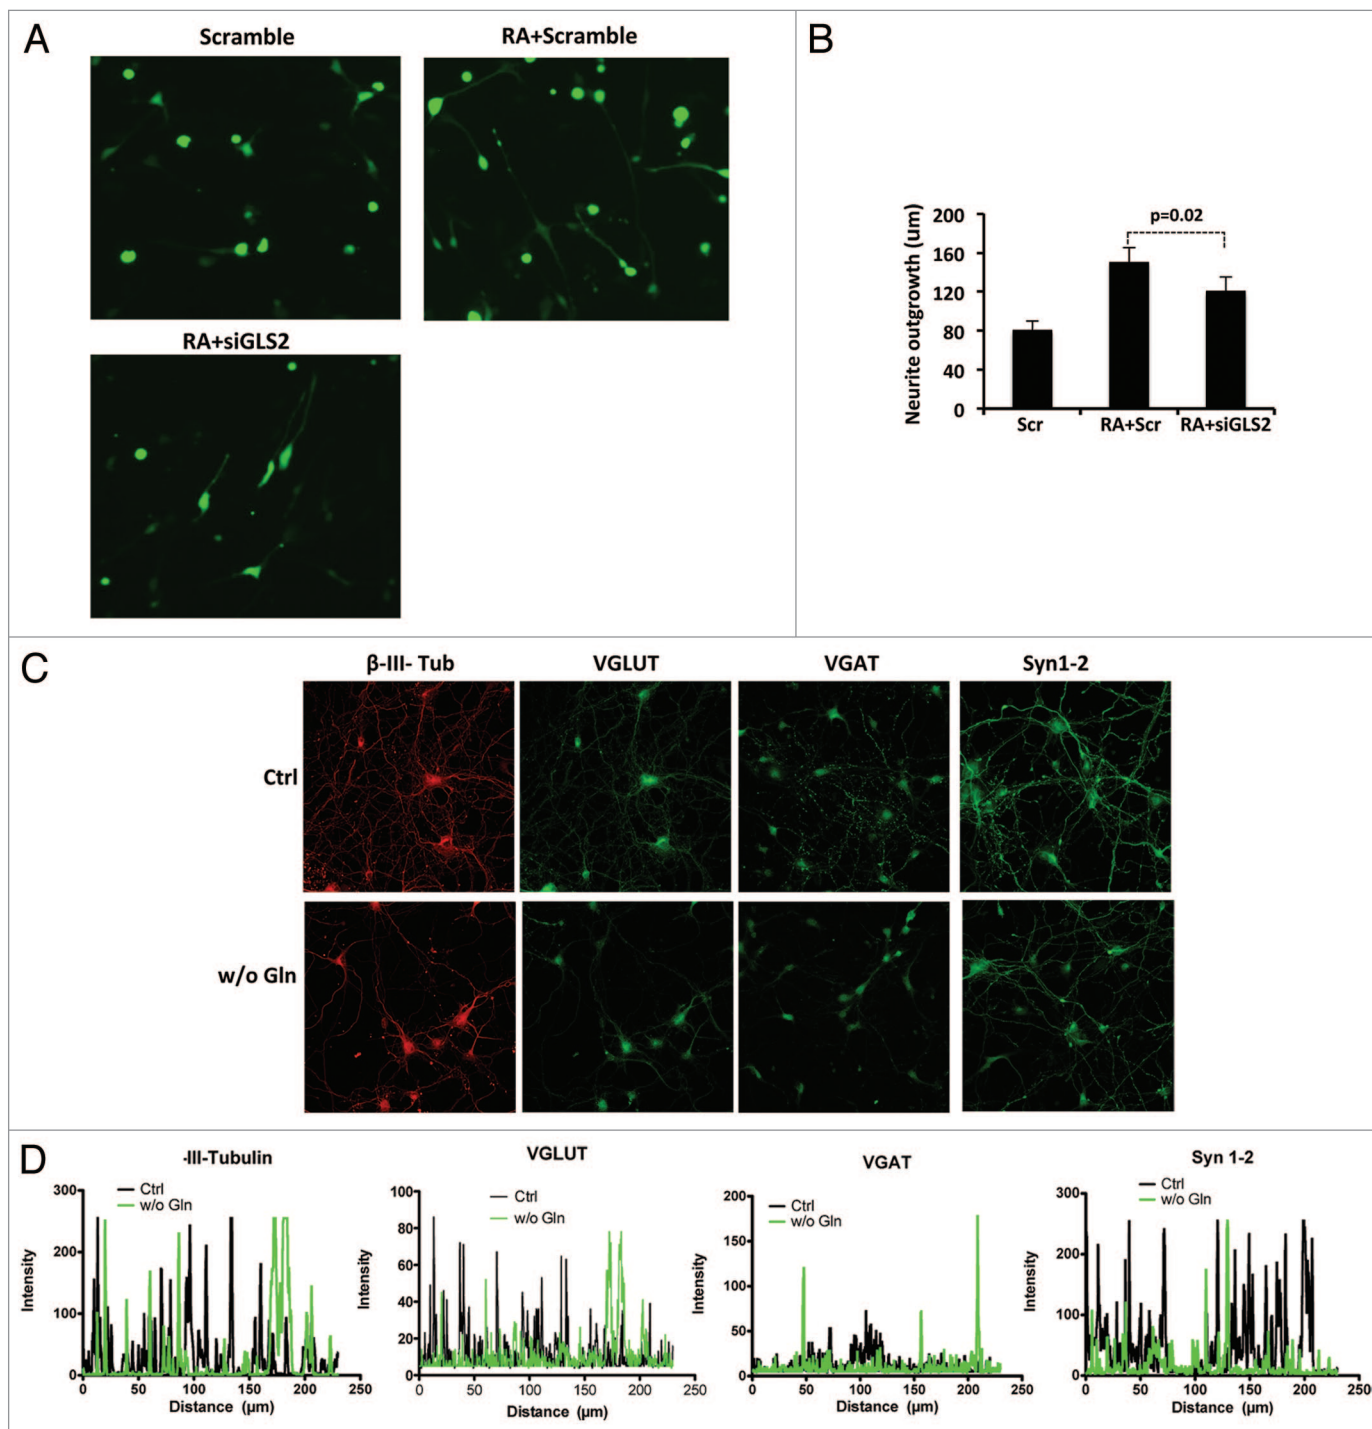 A
Scramble
RA+Scramble
RA+siGLS2
B
Neurite outgrowth (um)
200
160
120
80
40
0
p=0.02
Scr
RA+Scr
RA+siGLS2
C
β-III- Tub
VGLUT
VGAT
Syn1-2
Ctrl
w/o Gln
D
-III-Tubulin
Ctrl
w/o Gln
Intensity
300
200
100
0
0
50
100
150
200
250
Distance (µm)
VGLUT
Ctrl
w/o Gln
Intensity
100
80
60
40
20
0
0
50
100
150
200
250
Distance (µm)
VGAT
Ctrl
w/o Gln
Intensity
200
150
100
50
0
0
50
100
150
200
250
Distance (µm)
Syn 1-2
Ctrl
w/o Gln
Intensity
300
200
100
0
0
50
100
150
200
250
Distance (µm)